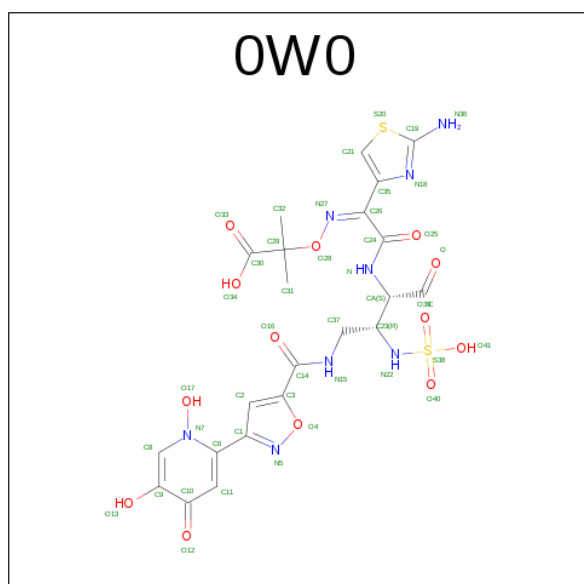 0W0
S20
C19
N36
NH₂
S
C21
N
N18
C35
N27
C32
N
C26
O33
O
C29
O
O28
C24
O
O25
C30
HO
O34
C31
HN
N
O
O
CA(S)
C37
C23(R)
O16
O
O
O41
OH
S
S38
N22
NH
O
O40
C14
N
H
N15
O17
OH
C2
C3
O
O4
N7
N
C6
C1
N
N5
C8
C9
C10
C11
HO
O13
O
O12